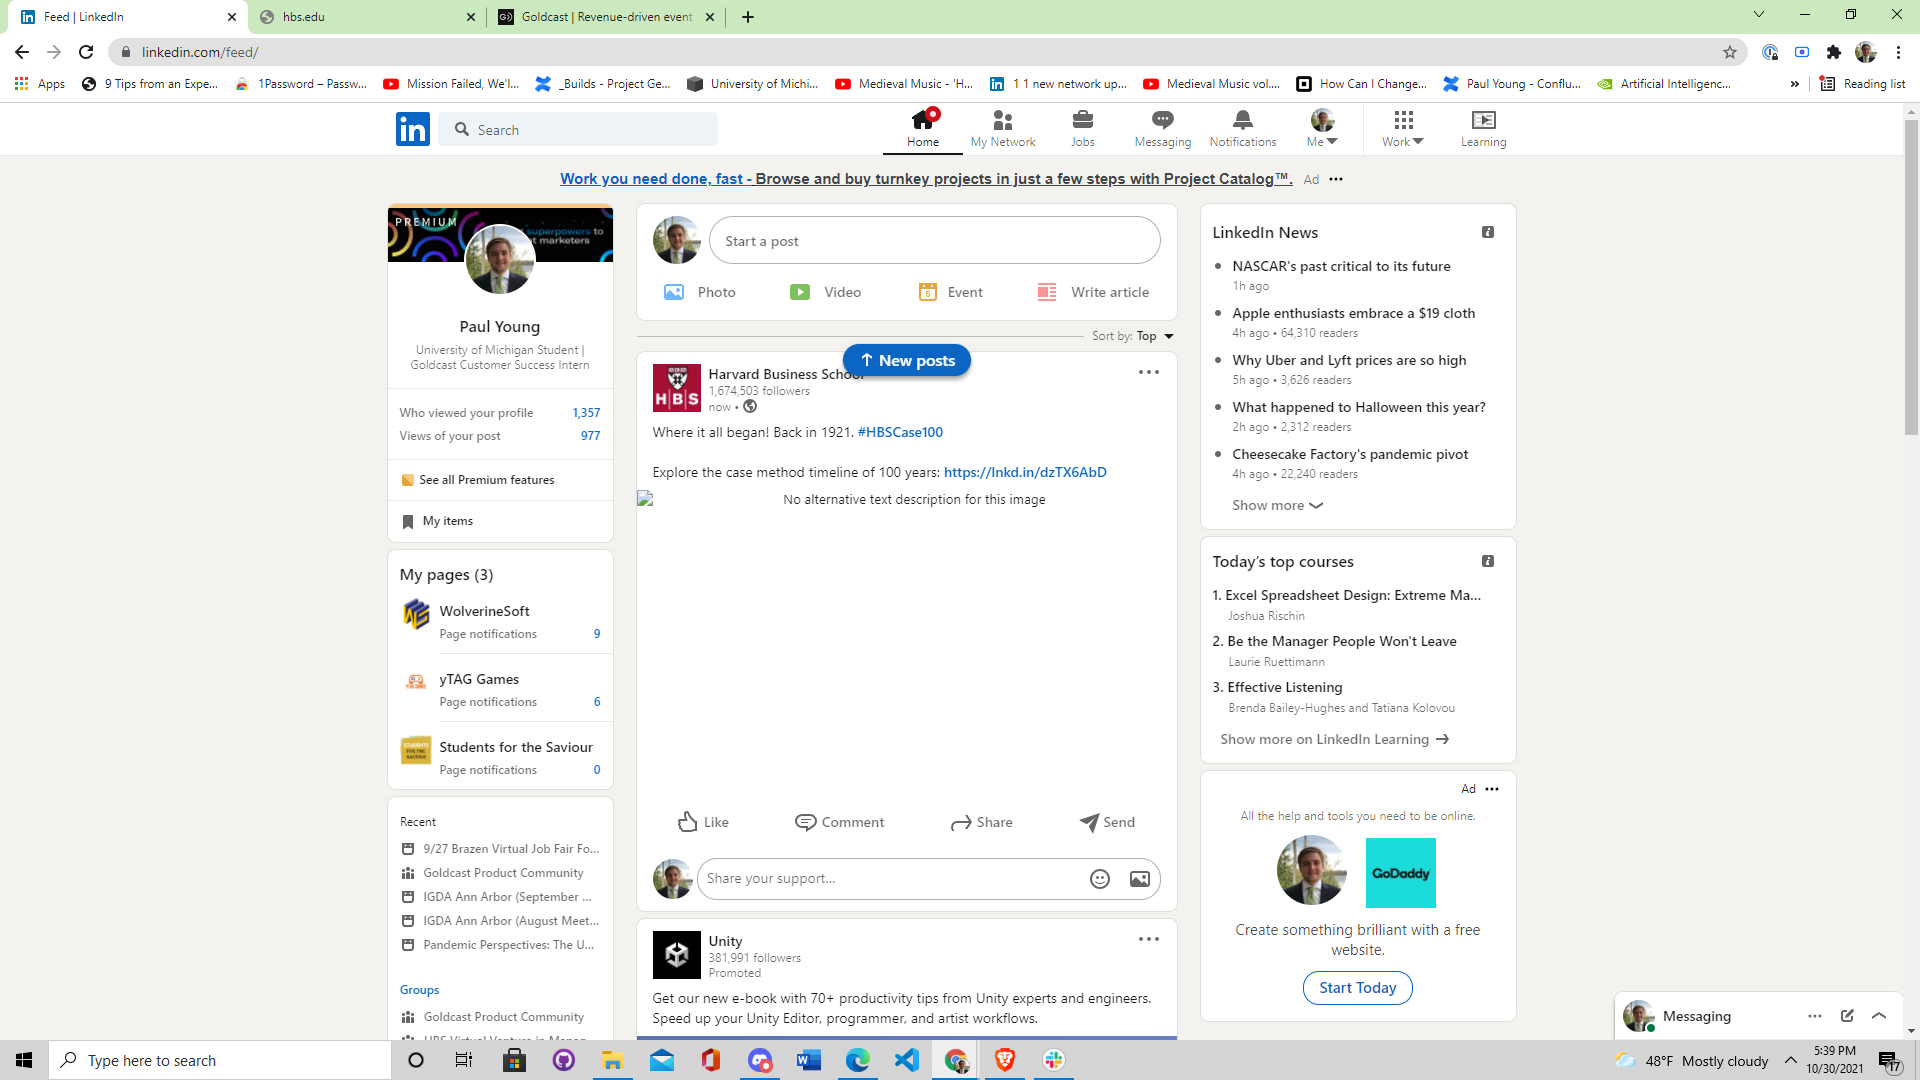 Feed | LinkedIn
hbs.edu
Goldcast | Revenue-driven event
linkedin.com/feed/
Apps
9 Tips from an Expe...
1Password – Passw...
Mission Failed, We'l...
_Builds - Project Ge...
University of Michi...
Medieval Music - 'H...
1 1 new network up...
Medieval Music vol....
How Can I Change...
Paul Young - Conflu...
Artificial Intelligenc...
»
Reading list
in
Search
Home
My Network
Jobs
Messaging
Notifications
Me
Work
Learning
Work you need done, fast - Browse and buy turnkey projects in just a few steps with Project Catalog™.
Ad
PREMIUM
superpowers to
marketers
Paul Young
University of Michigan Student |
Goldcast Customer Success Intern
Who viewed your profile 1,357
Views of your post 977
See all Premium features
My items
My pages (3)
WolverineSoft
Page notifications 9
yTAG Games
Page notifications 6
STUDENTS
FOR THE
SAVIOUR
Students for the Saviour
Page notifications 0
Recent
9/27 Brazen Virtual Job Fair Fo...
Goldcast Product Community
IGDA Ann Arbor (September ...
IGDA Ann Arbor (August Meet...
Pandemic Perspectives: The U...
Groups
Goldcast Product Community
HBS Virtual Venture in Manag
Start a post
Photo
Video
Event
Write article
Sort by: Top
New posts
H|B|S
Harvard Business School
1,674,503 followers
now •
Where it all began! Back in 1921. #HBSCase100
Explore the case method timeline of 100 years: https://lnkd.in/dzTX6AbD
No alternative text description for this image
Like
Comment
Share
Send
Share your support...
Unity
381,991 followers
Promoted
Get our new e-book with 70+ productivity tips from Unity experts and engineers.
Speed up your Unity Editor, programmer, and artist workflows.
LinkedIn News
NASCAR's past critical to its future
1h ago
Apple enthusiasts embrace a $19 cloth
4h ago • 64,310 readers
Why Uber and Lyft prices are so high
5h ago • 3,626 readers
What happened to Halloween this year?
2h ago • 2,312 readers
Cheesecake Factory's pandemic pivot
4h ago • 22,240 readers
Show more
Today's top courses
1. Excel Spreadsheet Design: Extreme Ma...
Joshua Rischin
2. Be the Manager People Won't Leave
Laurie Ruettimann
3. Effective Listening
Brenda Bailey-Hughes and Tatiana Kolovou
Show more on LinkedIn Learning
Ad
All the help and tools you need to be online.
GoDaddy
Create something brilliant with a free
website.
Start Today
Messaging
Type here to search
48°F Mostly cloudy
5:39 PM
10/30/2021
17